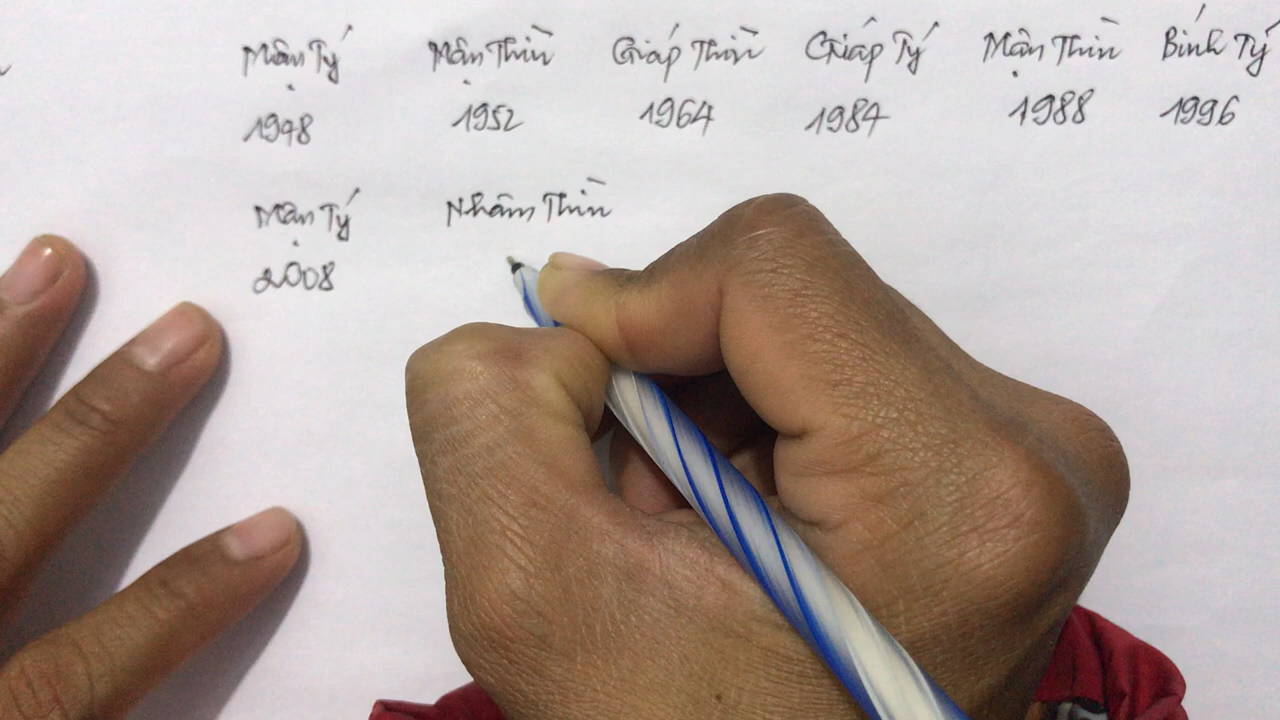 Mậu Tý Mậu Thìn Giáp Thìn Giáp Tý Mậu Thìn Bính Tý
1948 1952 1964 1984 1988 1996
Mậu Tý Nhâm Thìn
2008